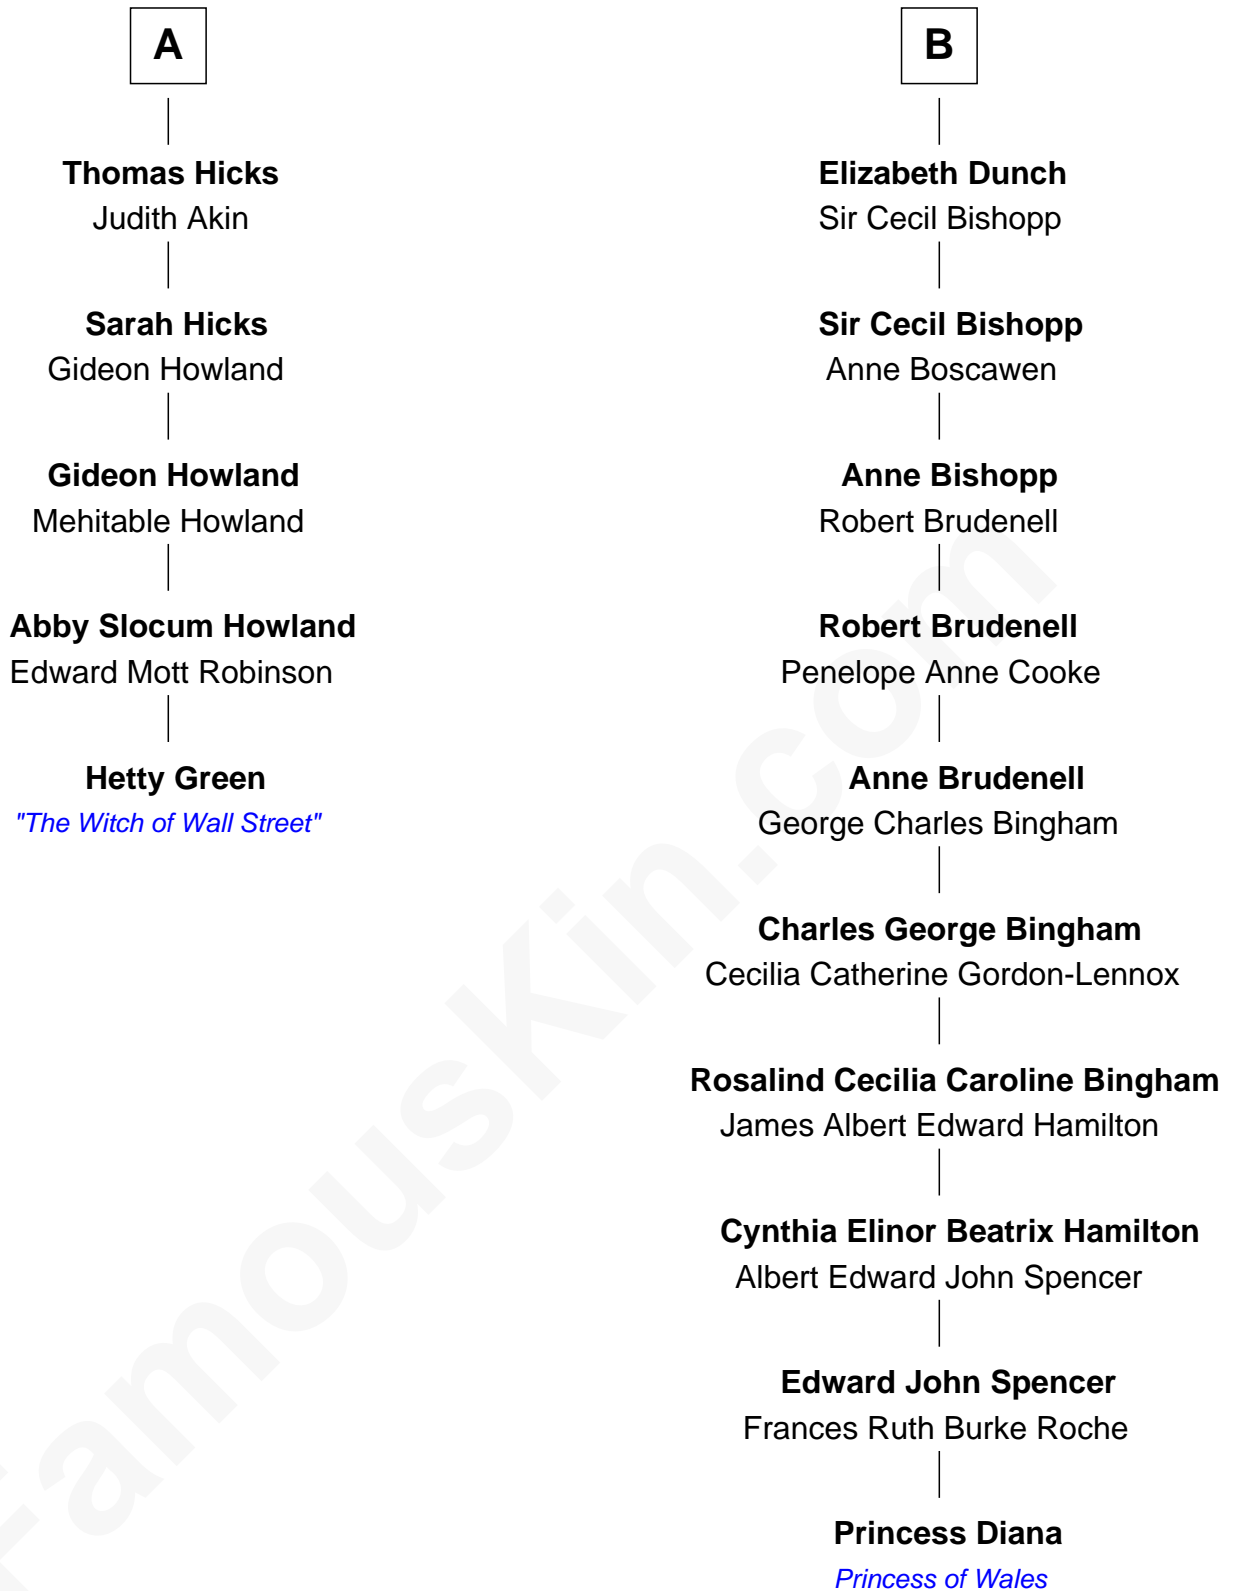 A
Thomas Hicks
Judith Akin
Sarah Hicks
Gideon Howland
Gideon Howland
Mehitable Howland
Abby Slocum Howland
Edward Mott Robinson
Hetty Green
"The Witch of Wall Street"
B
Elizabeth Dunch
Sir Cecil Bishopp
Sir Cecil Bishopp
Anne Boscawen
Anne Bishopp
Robert Brudenell
Robert Brudenell
Penelope Anne Cooke
Anne Brudenell
George Charles Bingham
Charles George Bingham
Cecilia Catherine Gordon-Lennox
Rosalind Cecilia Caroline Bingham
James Albert Edward Hamilton
Cynthia Elinor Beatrix Hamilton
Albert Edward John Spencer
Edward John Spencer
Frances Ruth Burke Roche
Princess Diana
Princess of Wales
FamousKin.com